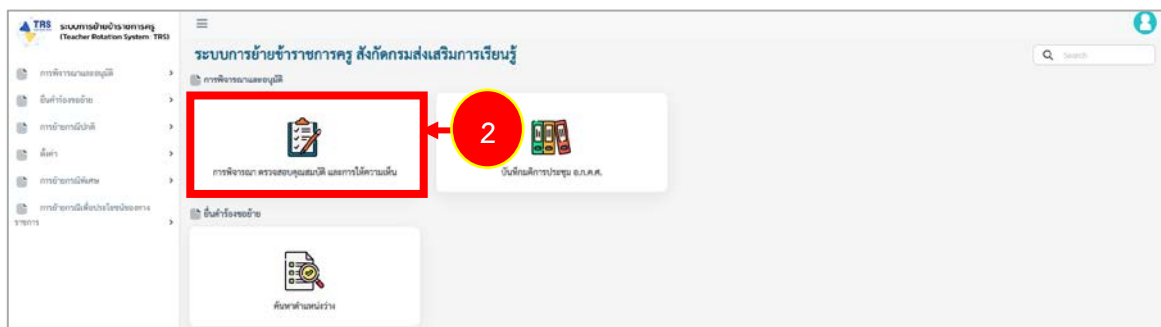 TRS ระบบการย้ายข้าราชการครู
(Teacher Rotation System TRS)
ระบบการย้ายข้าราชการครู สังกัดกรมส่งเสริมการเรียนรู้
Search
การพิจารณาและอนุมัติ
ยื่นคำร้องขอย้าย
การย้ายกรณีปกติ
ตั้งค่า
การย้ายกรณีพิเศษ
การย้ายกรณีเพื่อประโยชน์ของทาง
ราชการ
การพิจารณาและอนุมัติ
การพิจารณา ตรวจสอบคุณสมบัติ และการให้ความเห็น
2
บันทึกมติการประชุม อ.ก.ค.ศ.
ยื่นคำร้องขอย้าย
ค้นหาตำแหน่งว่าง